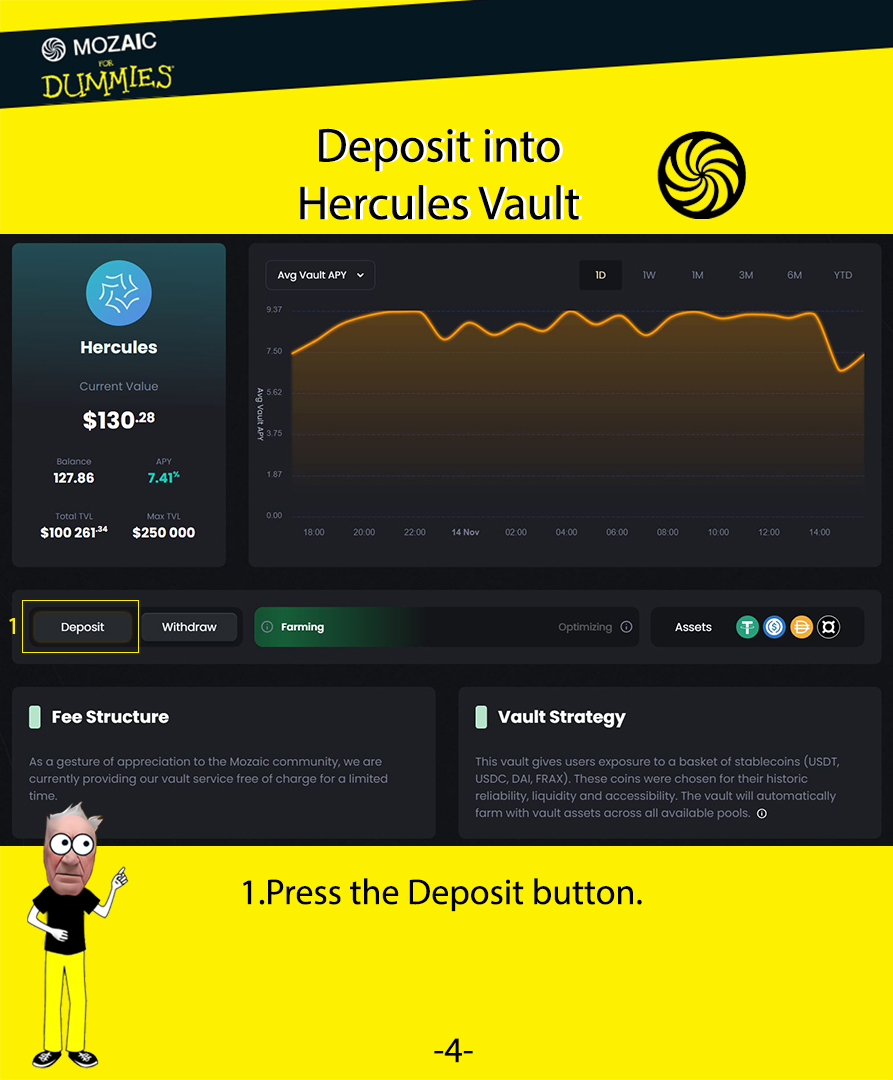 MOZAIC
FOR
DUMMIES
Deposit into
Hercules Vault
Hercules
Current Value
$130.28
Balance
APY
127.86
7.41%
Total TVL
Max TVL
$100 261.34
$250 000
Avg Vault APY
1D 1W 1M 3M 6M YTD
9.37
7.50
5.62
3.75
1.87
0.00
Avg Vault APY
18:00 20:00 22:00 14 Nov 02:00 04:00 06:00 08:00 10:00 12:00 14:00
1
Deposit
Withdraw
Farming
Optimizing
Assets
Fee Structure
As a gesture of appreciation to the Mozaic community, we are
currently providing our vault service free of charge for a limited
time.
Vault Strategy
This vault gives users exposure to a basket of stablecoins (USDT,
USDC, DAI, FRAX). These coins were chosen for their historic
reliability, liquidity and accessibility. The vault will automatically
farm with vault assets across all available pools.
1.Press the Deposit button.
-4-